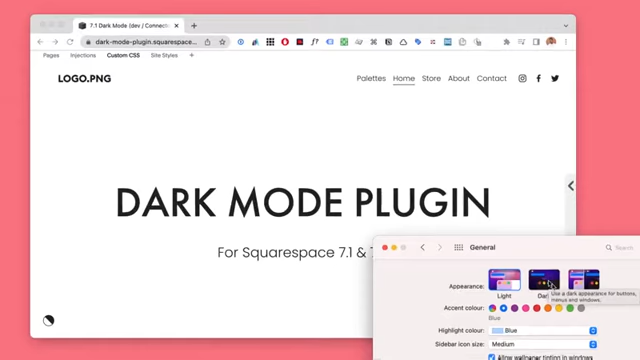 7.1 Dark Mode (dev / Connect
dark-mode-plugin.squarespace...
Pages Injections Custom CSS Site Styles +
LOGO.PNG
Palettes Home Store About Contact
DARK MODE PLUGIN
For Squarespace 7.1 & 7
General
Search
Appearance:
Light Dar
Use a dark appearance for buttons,
menus and windows.
Accent colour:
Blue
Highlight colour: Blue
Sidebar icon size: Medium
Allow wallpaper tinting in windows